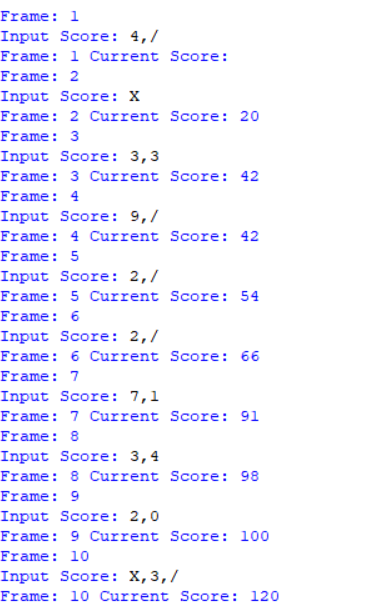 Frame: 1
Input Score: 4,/
Frame: 1 Current Score:
Frame: 2
Input Score: X
Frame: 2 Current Score: 20
Frame: 3
Input Score: 3,3
Frame: 3 Current Score: 42
Frame: 4
Input Score: 9,/
Frame: 4 Current Score: 42
Frame: 5
Input Score: 2,/
Frame: 5 Current Score: 54
Frame: 6
Input Score: 2,/
Frame: 6 Current Score: 66
Frame: 7
Input Score: 7,1
Frame: 7 Current Score: 91
Frame: 8
Input Score: 3,4
Frame: 8 Current Score: 98
Frame: 9
Input Score: 2,0
Frame: 9 Current Score: 100
Frame: 10
Input Score: X,3,/
Frame: 10 Current Score: 120